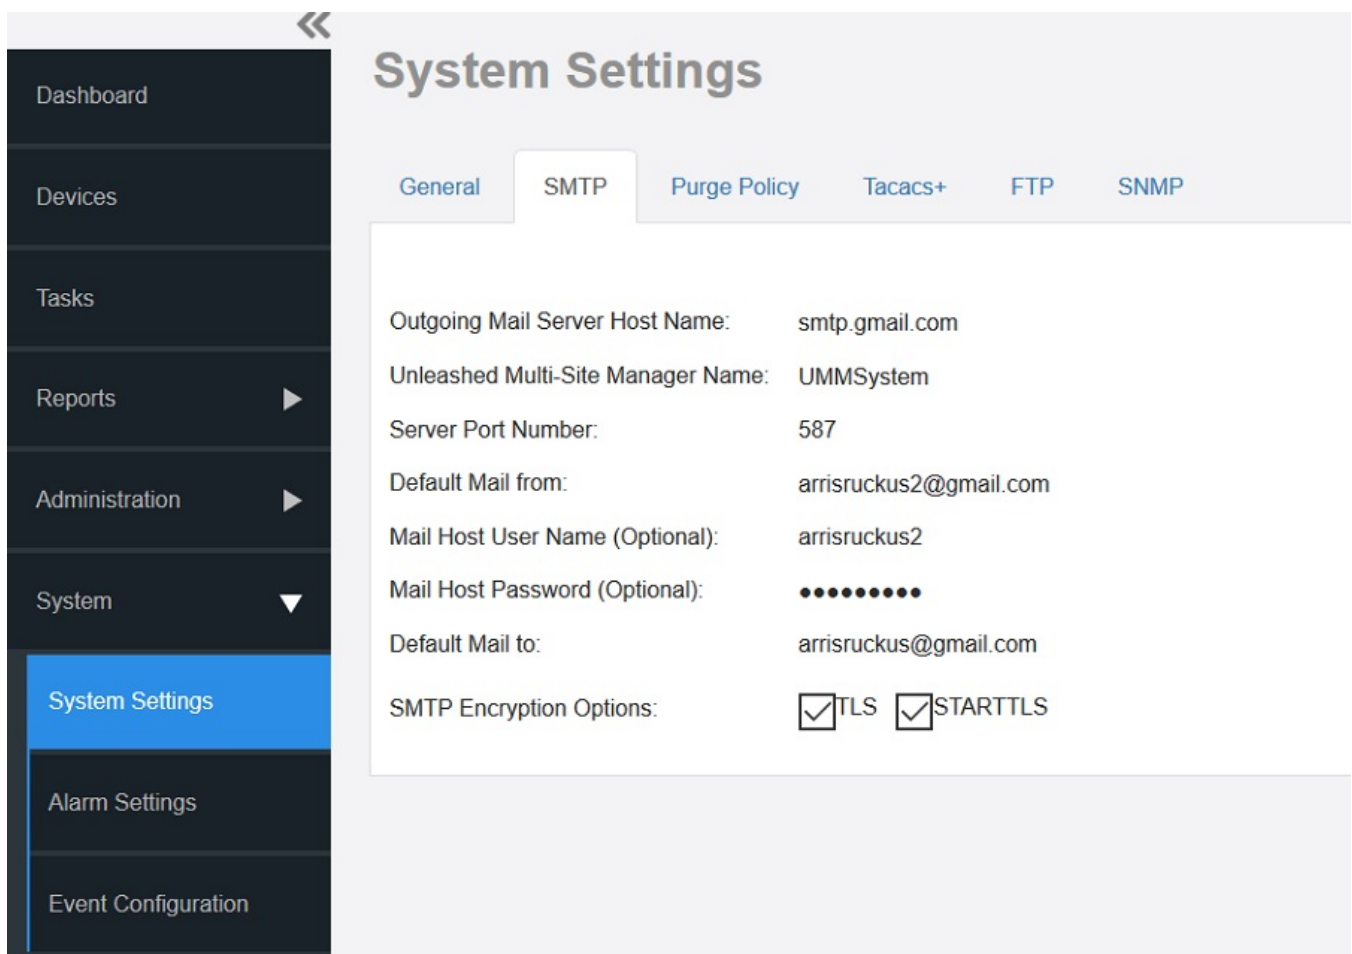 Dashboard
Devices
Tasks
Reports
Administration
System
System Settings
Alarm Settings
Event Configuration
System Settings
General SMTP Purge Policy Tacacs+ FTP SNMP
Outgoing Mail Server Host Name: smtp.gmail.com
Unleashed Multi-Site Manager Name: UMMSystem
Server Port Number: 587
Default Mail from: arrisruckus2@gmail.com
Mail Host User Name (Optional): arrisruckus2
Mail Host Password (Optional): ●●●●●●●●●
Default Mail to: arrisruckus@gmail.com
SMTP Encryption Options: TLS STARTTLS